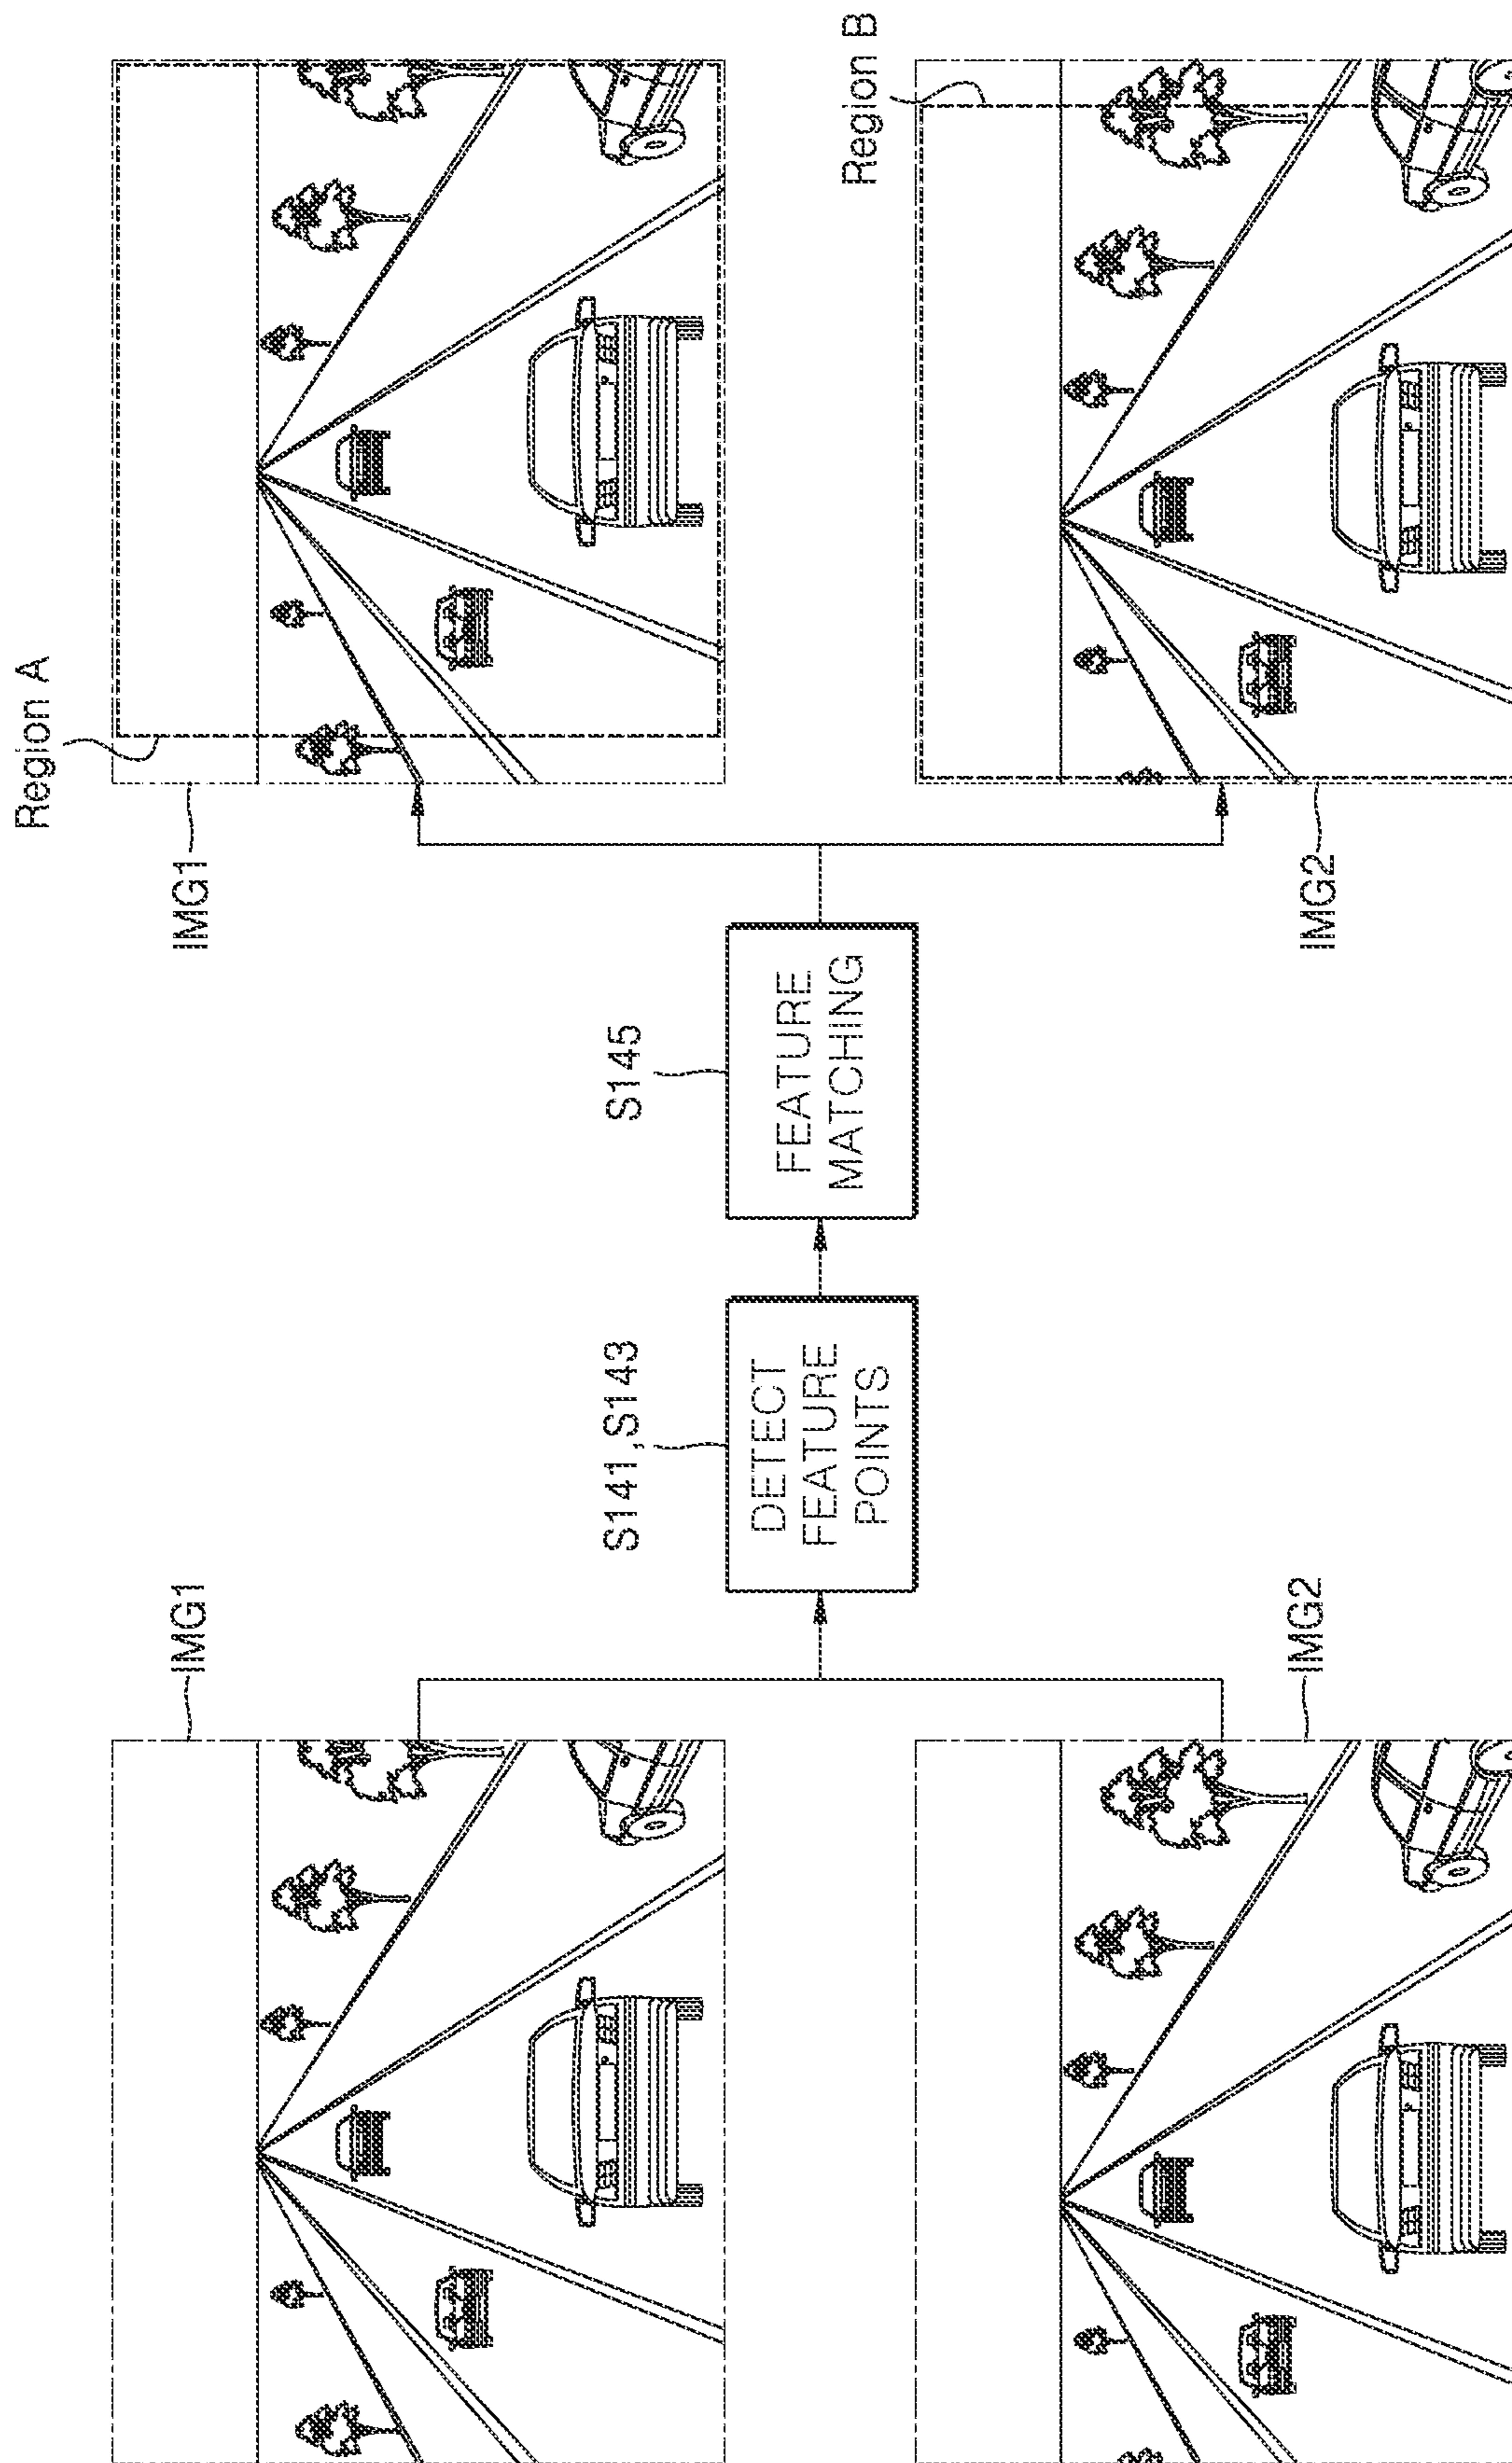 Region A
IMG1
IMG1
S141,S143
S145
DETECT
FEATURE
POINTS
FEATURE
MATCHING
Region B
IMG2
IMG2